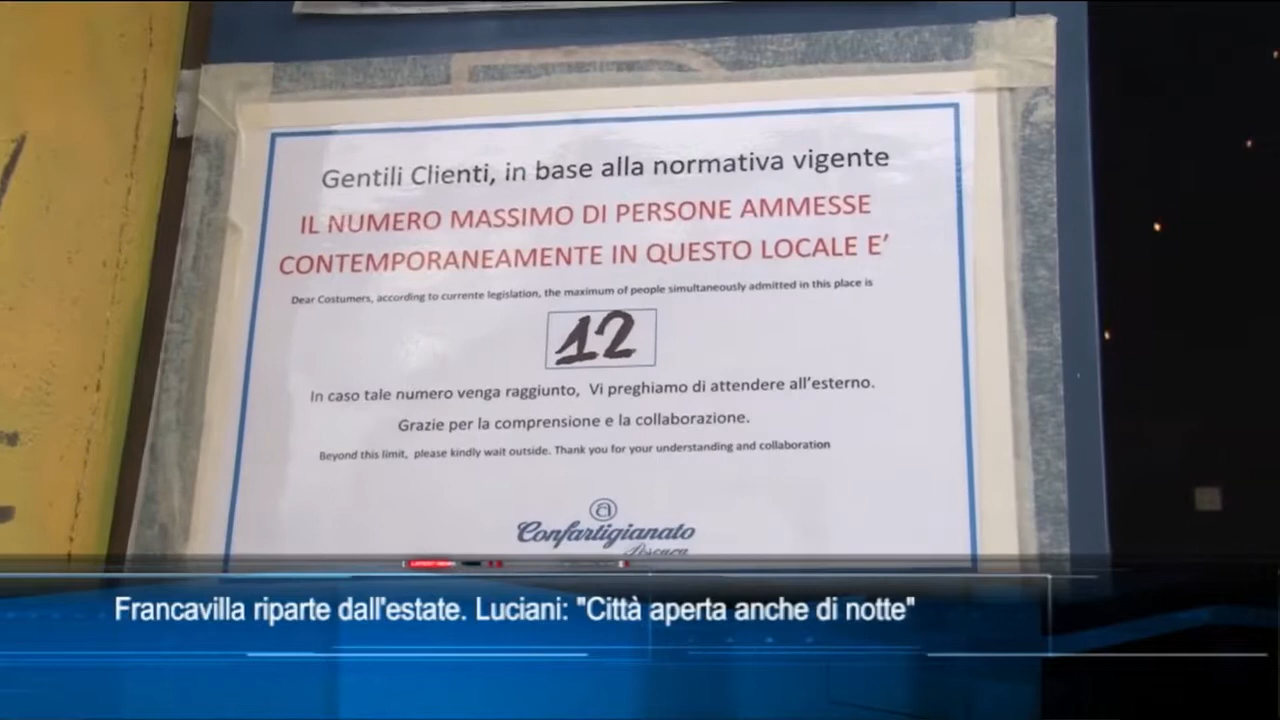 Gentili Clienti, in base alla normativa vigente
IL NUMERO MASSIMO DI PERSONE AMMESSE
CONTEMPORANEAMENTE IN QUESTO LOCALE E'
Dear Costumers, according to currente legislation, the maximum of people simultaneously admitted in this place is
12
In caso tale numero venga raggiunto, Vi preghiamo di attendere all'esterno.
Grazie per la comprensione e la collaborazione.
Beyond this limit, please kindly wait outside. Thank you for your understanding and collaboration
a
Confartigianato
Pescara
LATEST NEWS
Francavilla riparte dall'estate. Luciani: "Città aperta anche di notte"